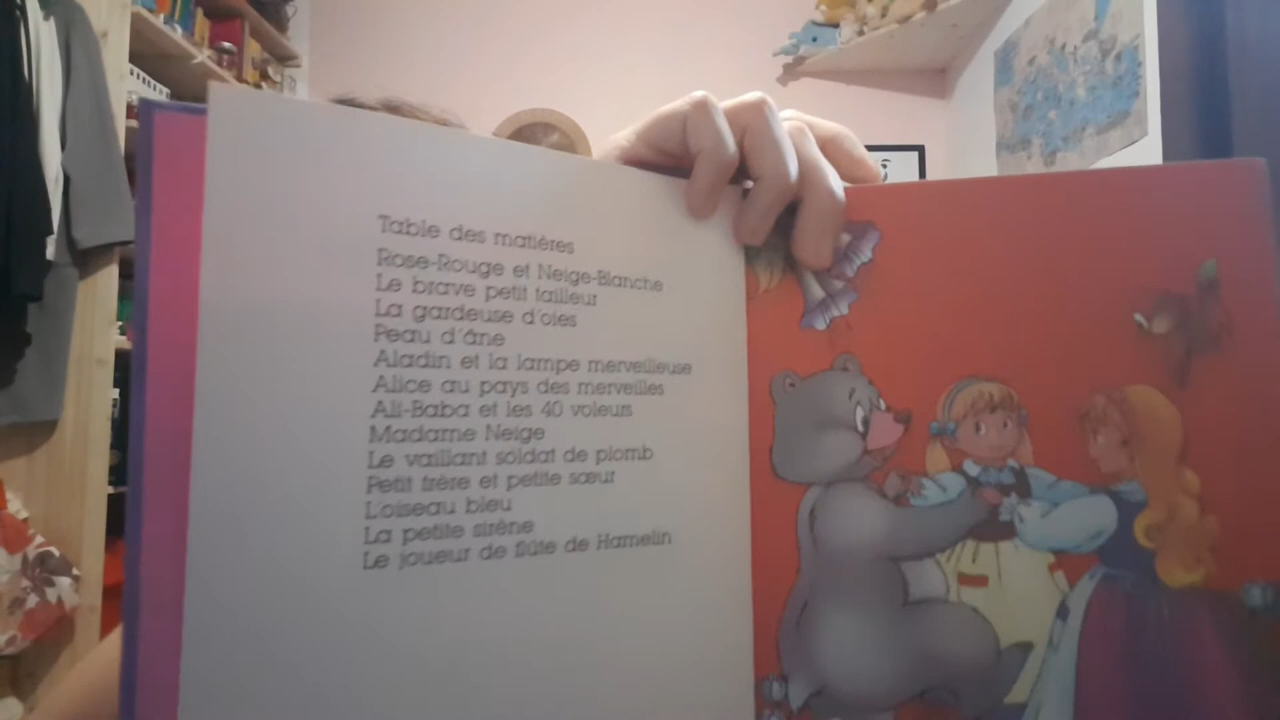 Table des matières
Rose-Rouge et Neige-Blanche
Le brave petit tailleur
La gardeuse d'oies
Peau d'âne
Aladin et la lampe merveilleuse
Alice au pays des merveilles
Ali-Baba et les 40 voleurs
Madame Neige
Le vaillant soldat de plomb
Petit frère et petite sœur
L'oiseau bleu
La petite sirène
Le joueur de flûte de Hamelin